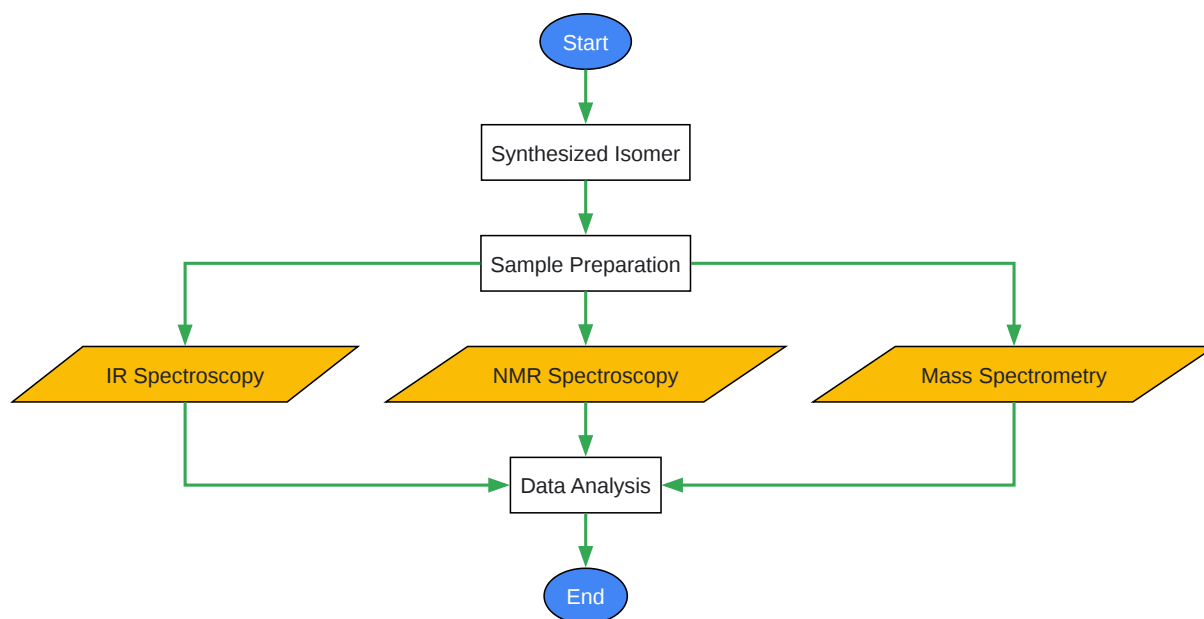 Start
Synthesized Isomer
Sample Preparation
IR Spectroscopy
NMR Spectroscopy
Mass Spectrometry
Data Analysis
End